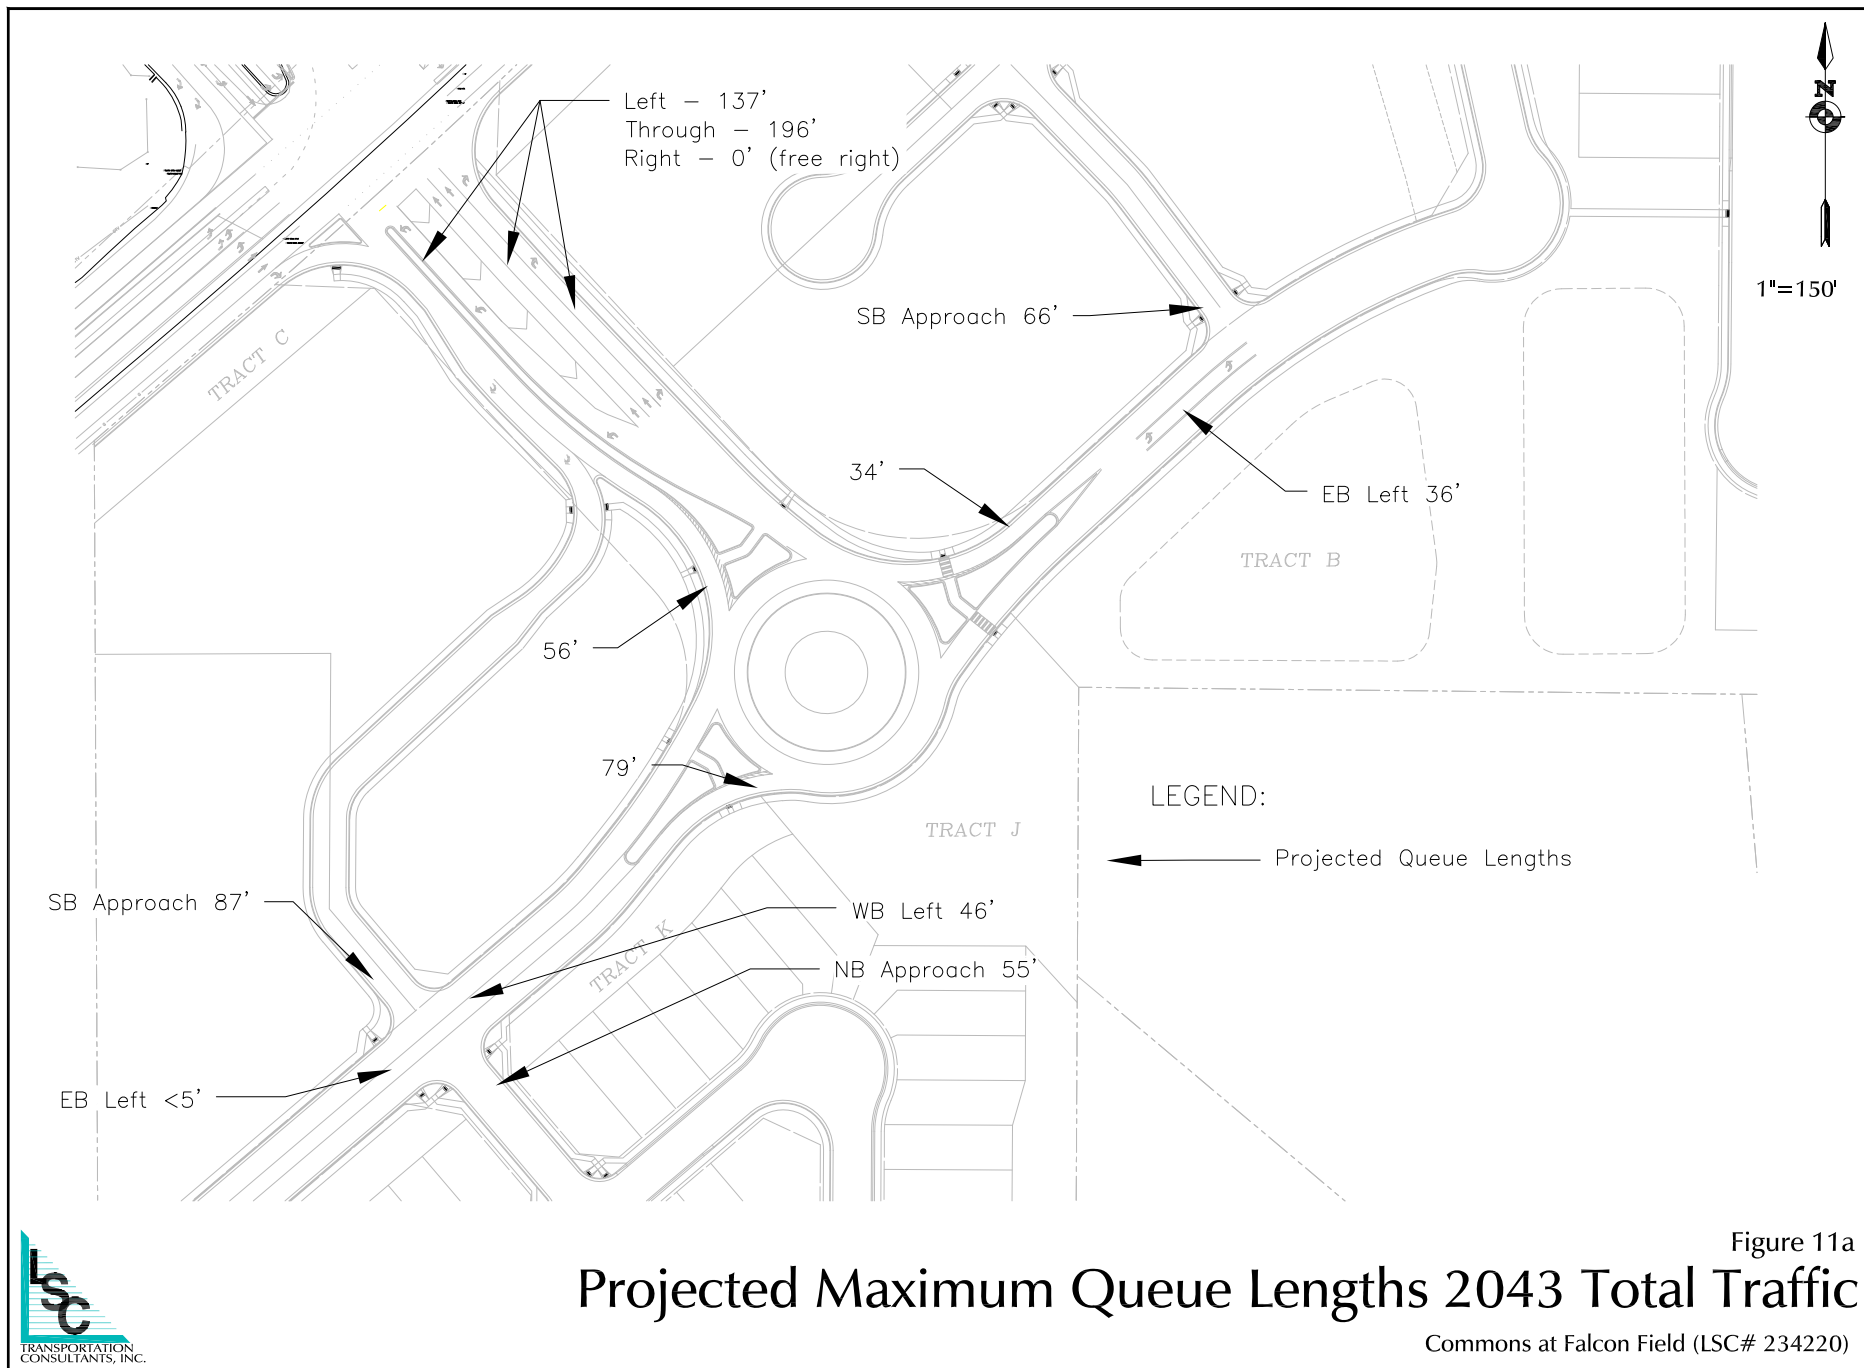 Left – 137'
Through – 196'
Right – 0' (free right)
N
1"=150'
SB Approach 66'
TRACT C
34'
EB Left 36'
TRACT B
56'
79'
LEGEND:
TRACT J
Projected Queue Lengths
SB Approach 87'
WB Left 46'
TRACT K
NB Approach 55'
EB Left <5'
Figure 11a
Projected Maximum Queue Lengths 2043 Total Traffic
Commons at Falcon Field (LSC# 234220)
LSC
TRANSPORTATION
CONSULTANTS, INC.